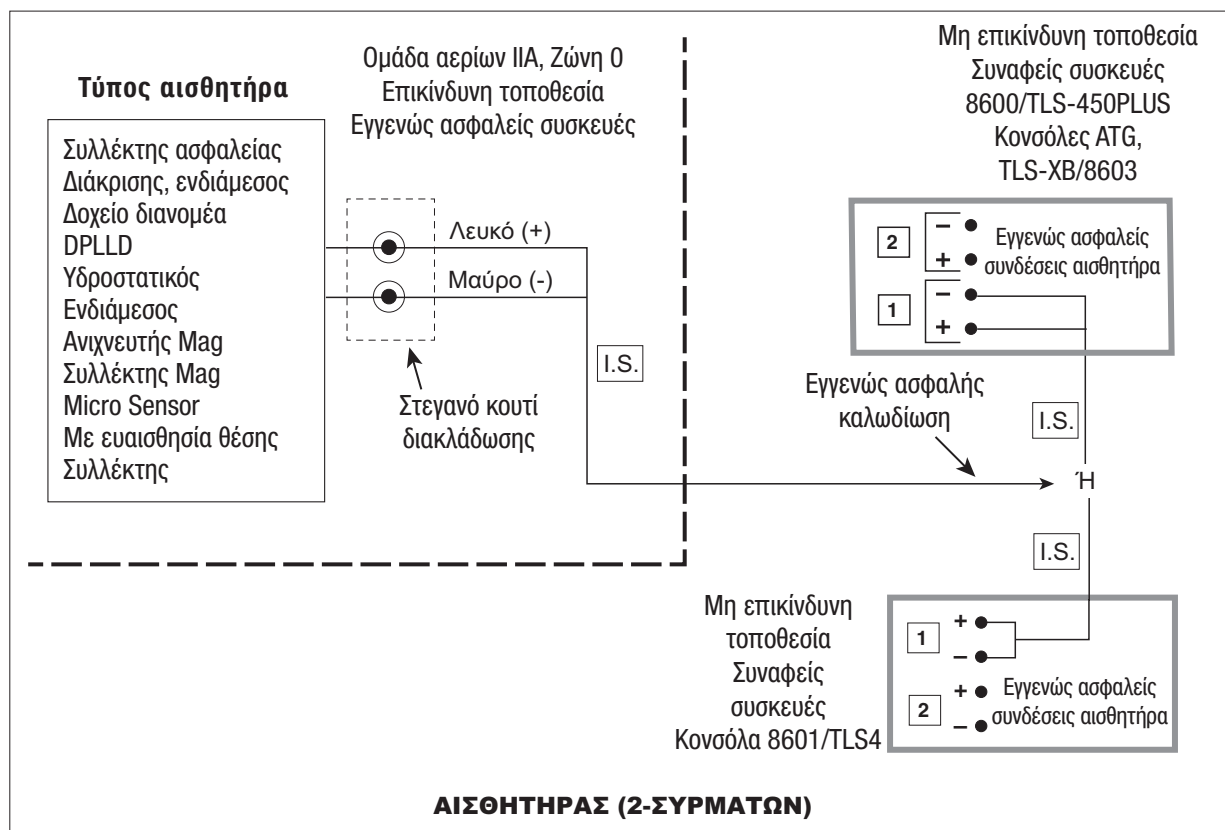 Τύπος αισθητήρα
Συλλέκτης ασφαλείας
Διάκρισης, ενδιάμεσος
Δοχείο διανομέα
DPLLD
Υδροστατικός
Ενδιάμεσος
Ανιχνευτής Mag
Συλλέκτης Mag
Micro Sensor
Με ευαισθησία θέσης
Συλλέκτης
Ομάδα αερίων IIA, Ζώνη 0
Επικίνδυνη τοποθεσία
Εγγενώς ασφαλείς συσκευές
Λευκό (+)
Μαύρο (-)
I.S.
Στεγανό κουτί
διακλάδωσης
Μη επικίνδυνη τοποθεσία
Συναφείς συσκευές
8600/TLS-450PLUS
Κονσόλες ATG,
TLS-XB/8603
2
−
+
Εγγενώς ασφαλείς
συνδέσεις αισθητήρα
1
−
+
Εγγενώς ασφαλής
καλωδίωση
I.S.
Ή
I.S.
Μη επικίνδυνη
τοποθεσία
Συναφείς
συσκευές
Κονσόλα 8601/TLS4
1
+
−
2
+
−
Εγγενώς ασφαλείς
συνδέσεις αισθητήρα
ΑΙΣΘΗΤΗΡΑΣ (2-ΣΥΡΜΑΤΩΝ)